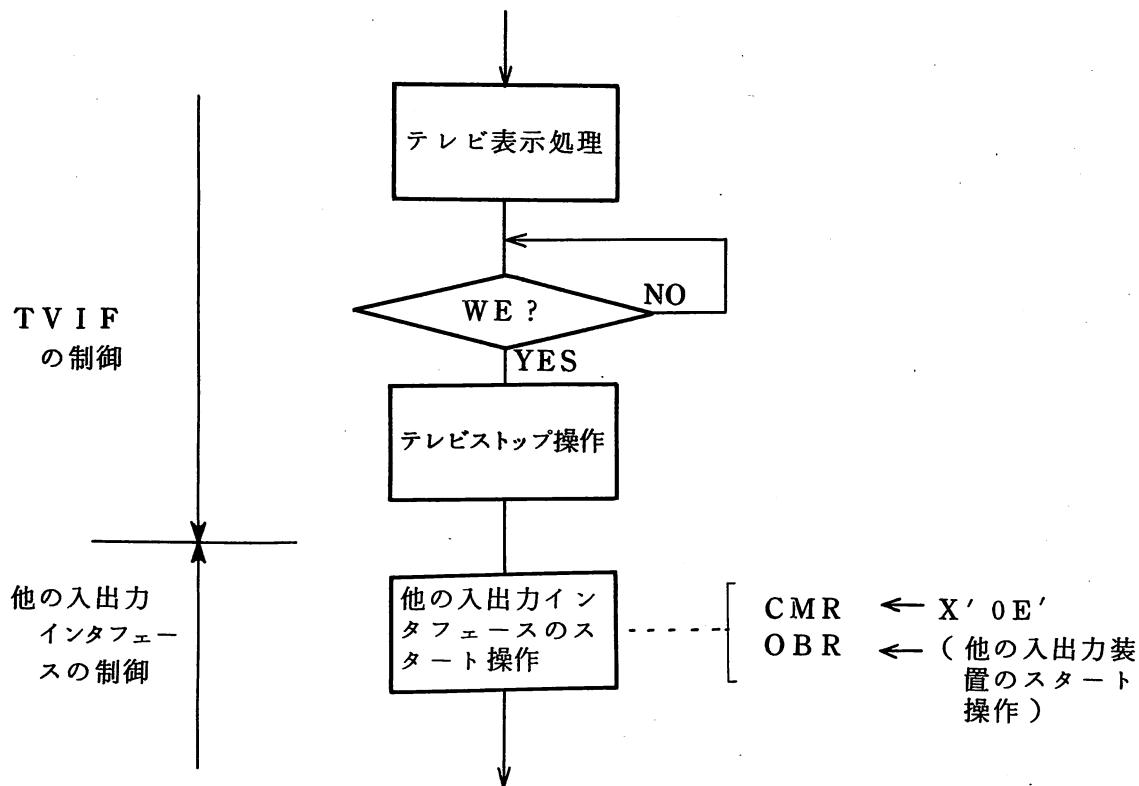 テレビ表示処理
WE?
NO
YES
TVIF
の制御
テレビストップ操作
他の入出力
インタフェー
スの制御
他の入出力イン
タフェースのス
タート操作
CMR ← X' 0E'
OBR ← (他の入出力装
置のスタート
操作)